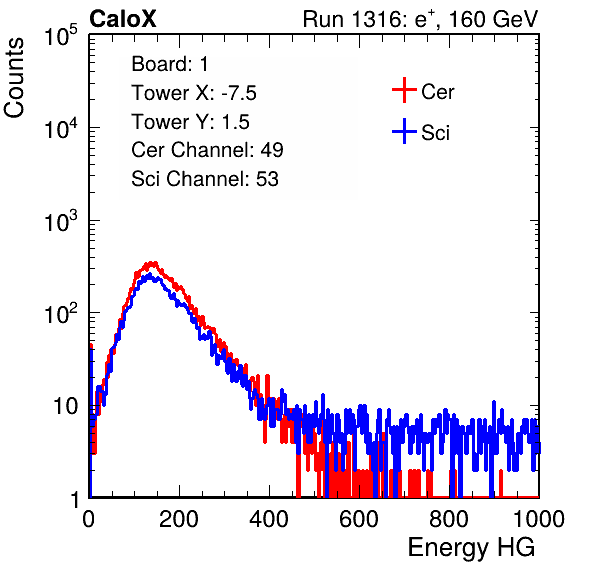 CaloX Run 1316: e⁺, 160 GeV
Counts
Board: 1
Tower X: -7.5
Tower Y: 1.5
Cer Channel: 49
Sci Channel: 53
Cer
Sci
10⁵
10⁴
10³
10²
10
1
0 200 400 600 800 1000
Energy HG